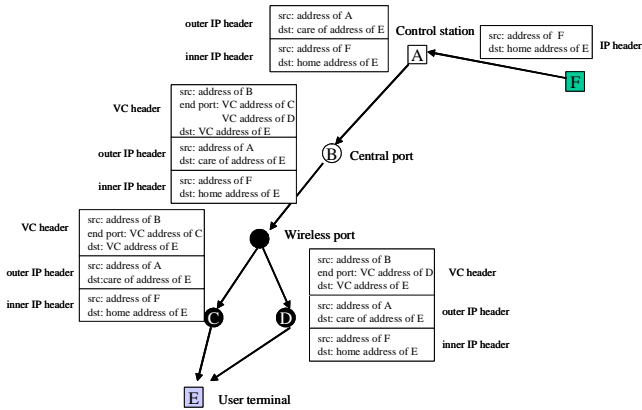 outer IP header
src: address of A
dst: care of address of E
inner IP header
src: address of F
dst: home address of E
Control station
A
src: address of F
dst: home address of E
IP header
F
VC header
src: address of B
end port: VC address of C
VC address of D
dst: VC address of E
outer IP header
src: address of A
dst: care of address of E
inner IP header
src: address of F
dst: home address of E
B
Central port
Wireless port
VC header
src: address of B
end port: VC address of C
dst: VC address of E
outer IP header
src: address of A
dst:care of address of E
inner IP header
src: address of F
dst: home address of E
C
D
src: address of B
end port: VC address of D
dst: VC address of E
VC header
src: address of A
dst: care of address of E
outer IP header
src: address of F
dst: home address of E
inner IP header
E
User terminal